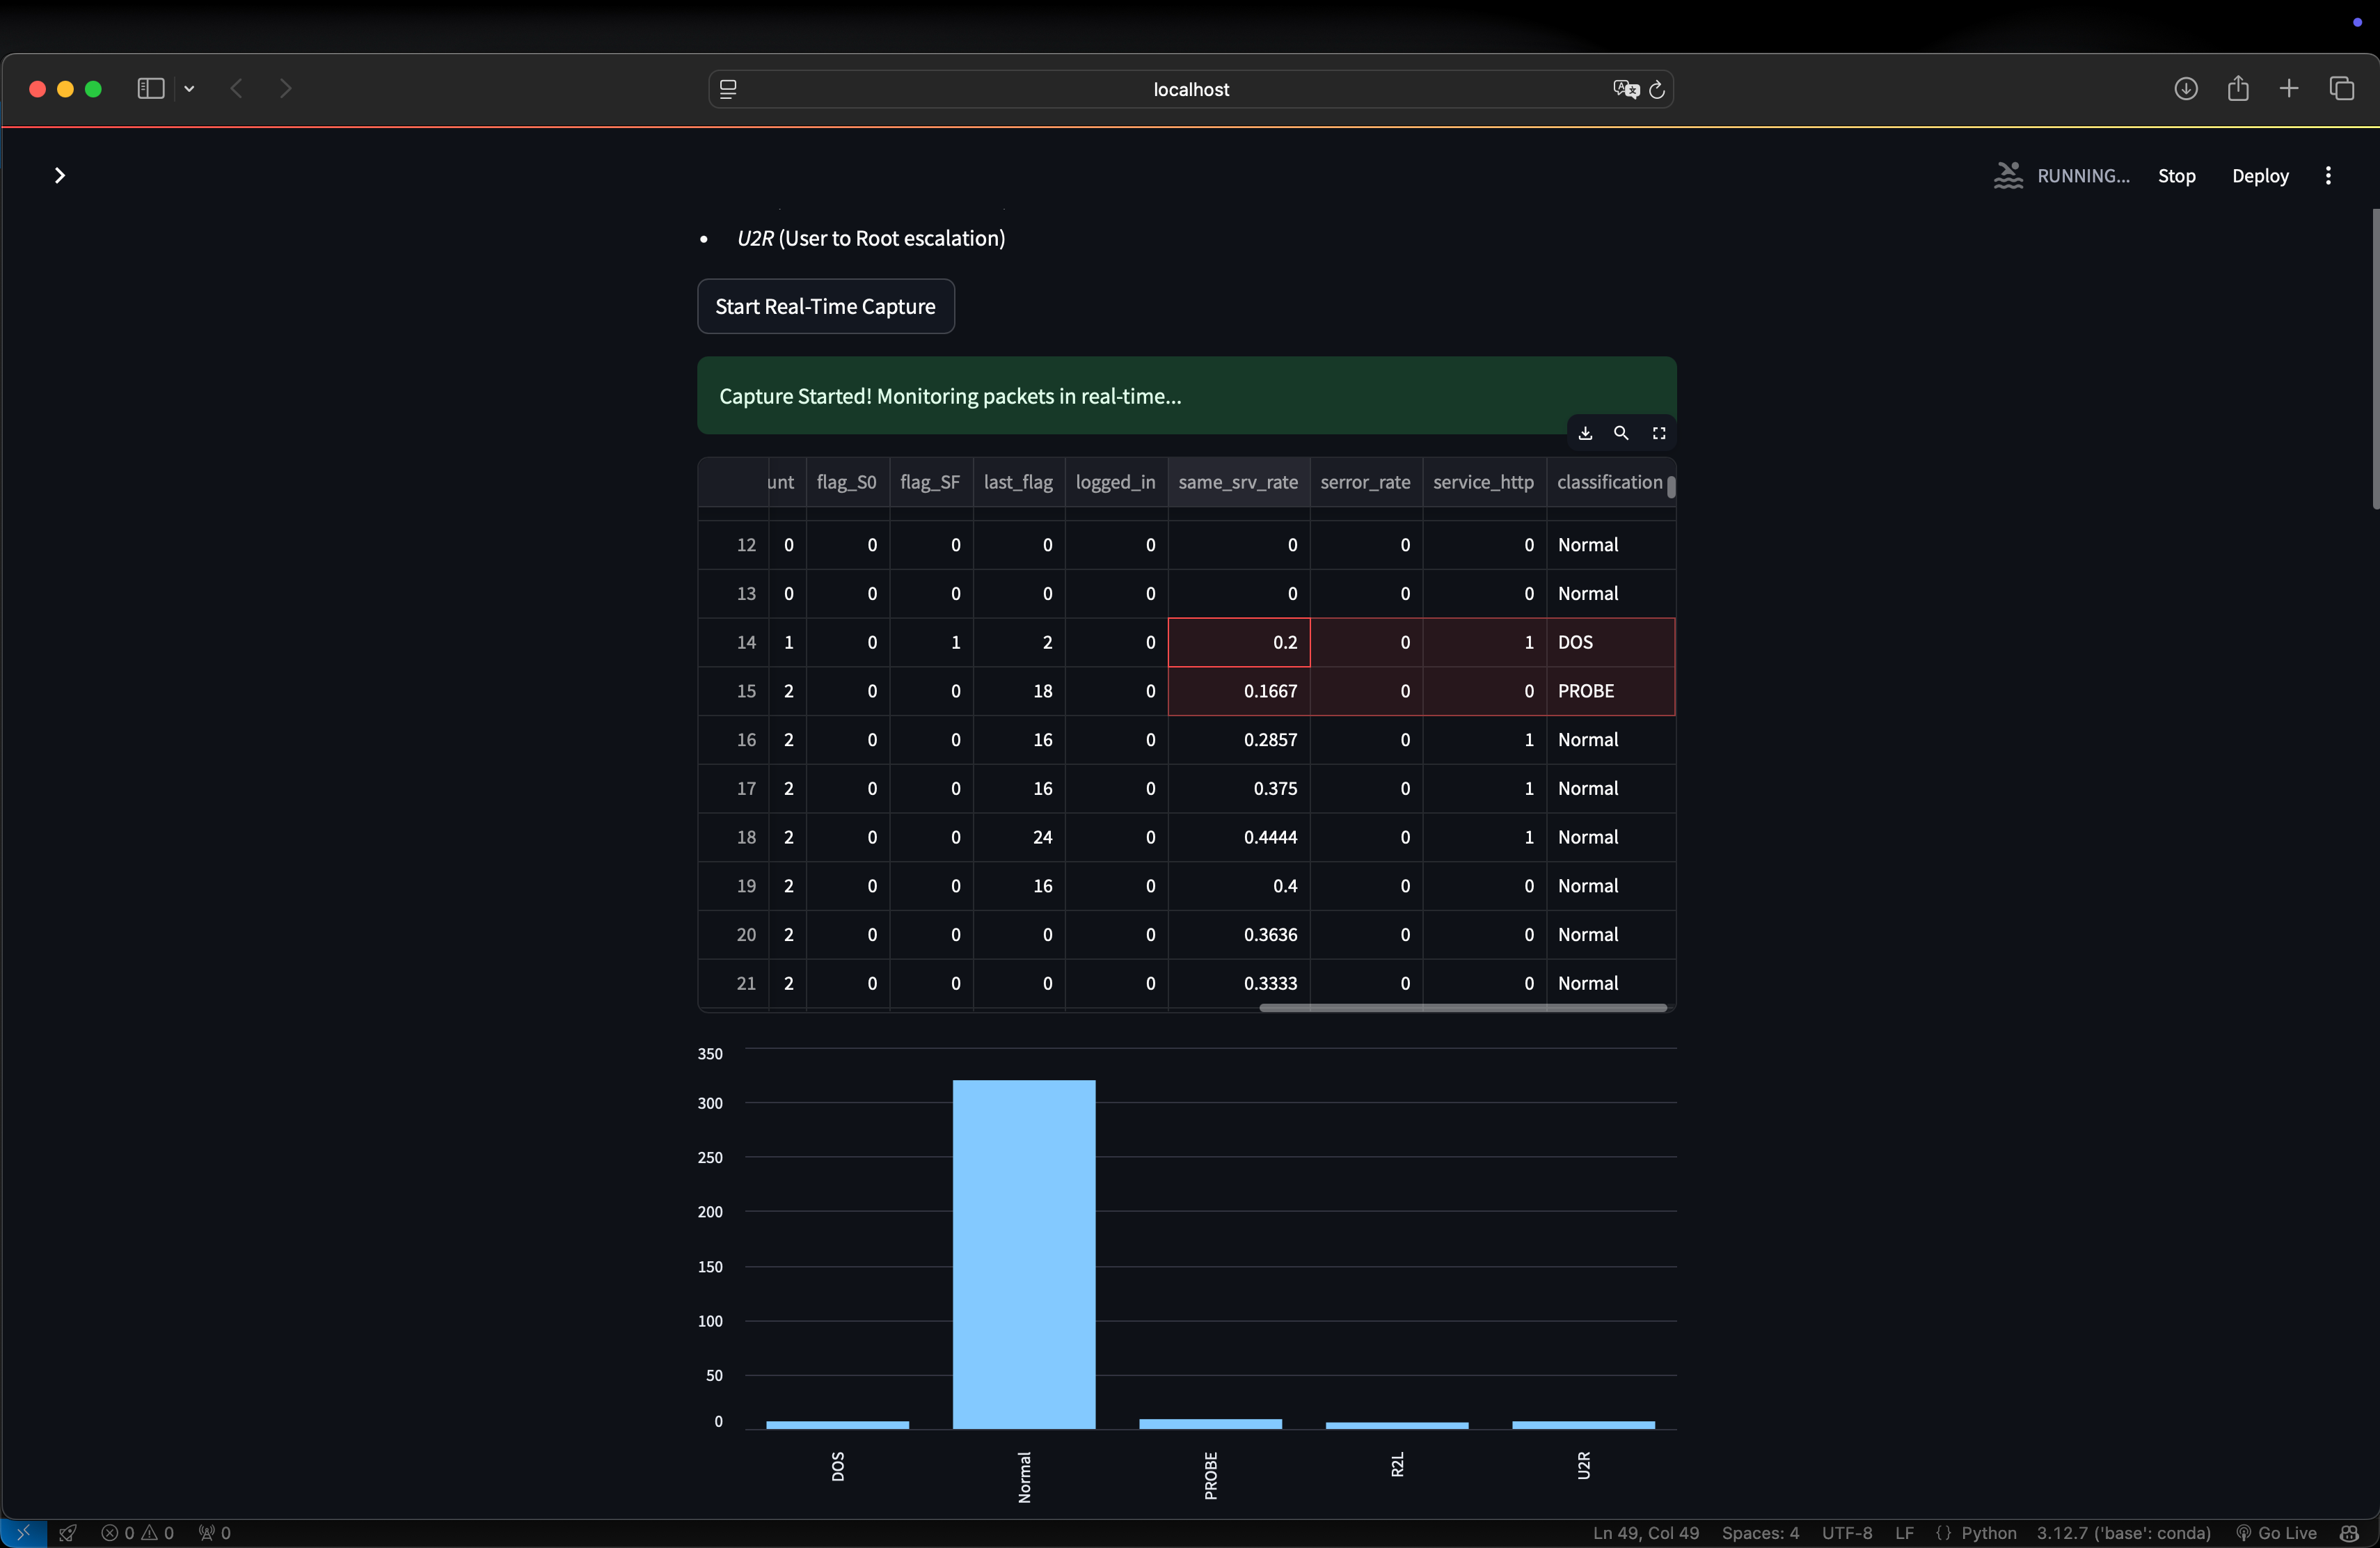 localhost
RUNNING... Stop Deploy
• U2R (User to Root escalation)
Start Real-Time Capture
Capture Started! Monitoring packets in real-time...
unt flag_S0 flag_SF last_flag logged_in same_srv_rate serror_rate service_http classification
12 0 0 0 0 0 0 0 0 Normal
13 0 0 0 0 0 0 0 0 Normal
14 1 0 1 2 0 0.2 0 1 DOS
15 2 0 0 18 0 0.1667 0 0 PROBE
16 2 0 0 16 0 0.2857 0 1 Normal
17 2 0 0 16 0 0.375 0 1 Normal
18 2 0 0 24 0 0.4444 0 1 Normal
19 2 0 0 16 0 0.4 0 0 Normal
20 2 0 0 0 0 0.3636 0 0 Normal
21 2 0 0 0 0 0.3333 0 0 Normal
350
300
250
200
150
100
50
0
DOS Normal PROBE R2L U2R
0 0 0 Ln 49, Col 49 Spaces: 4 UTF-8 LF {} Python 3.12.7 ('base': conda) Go Live